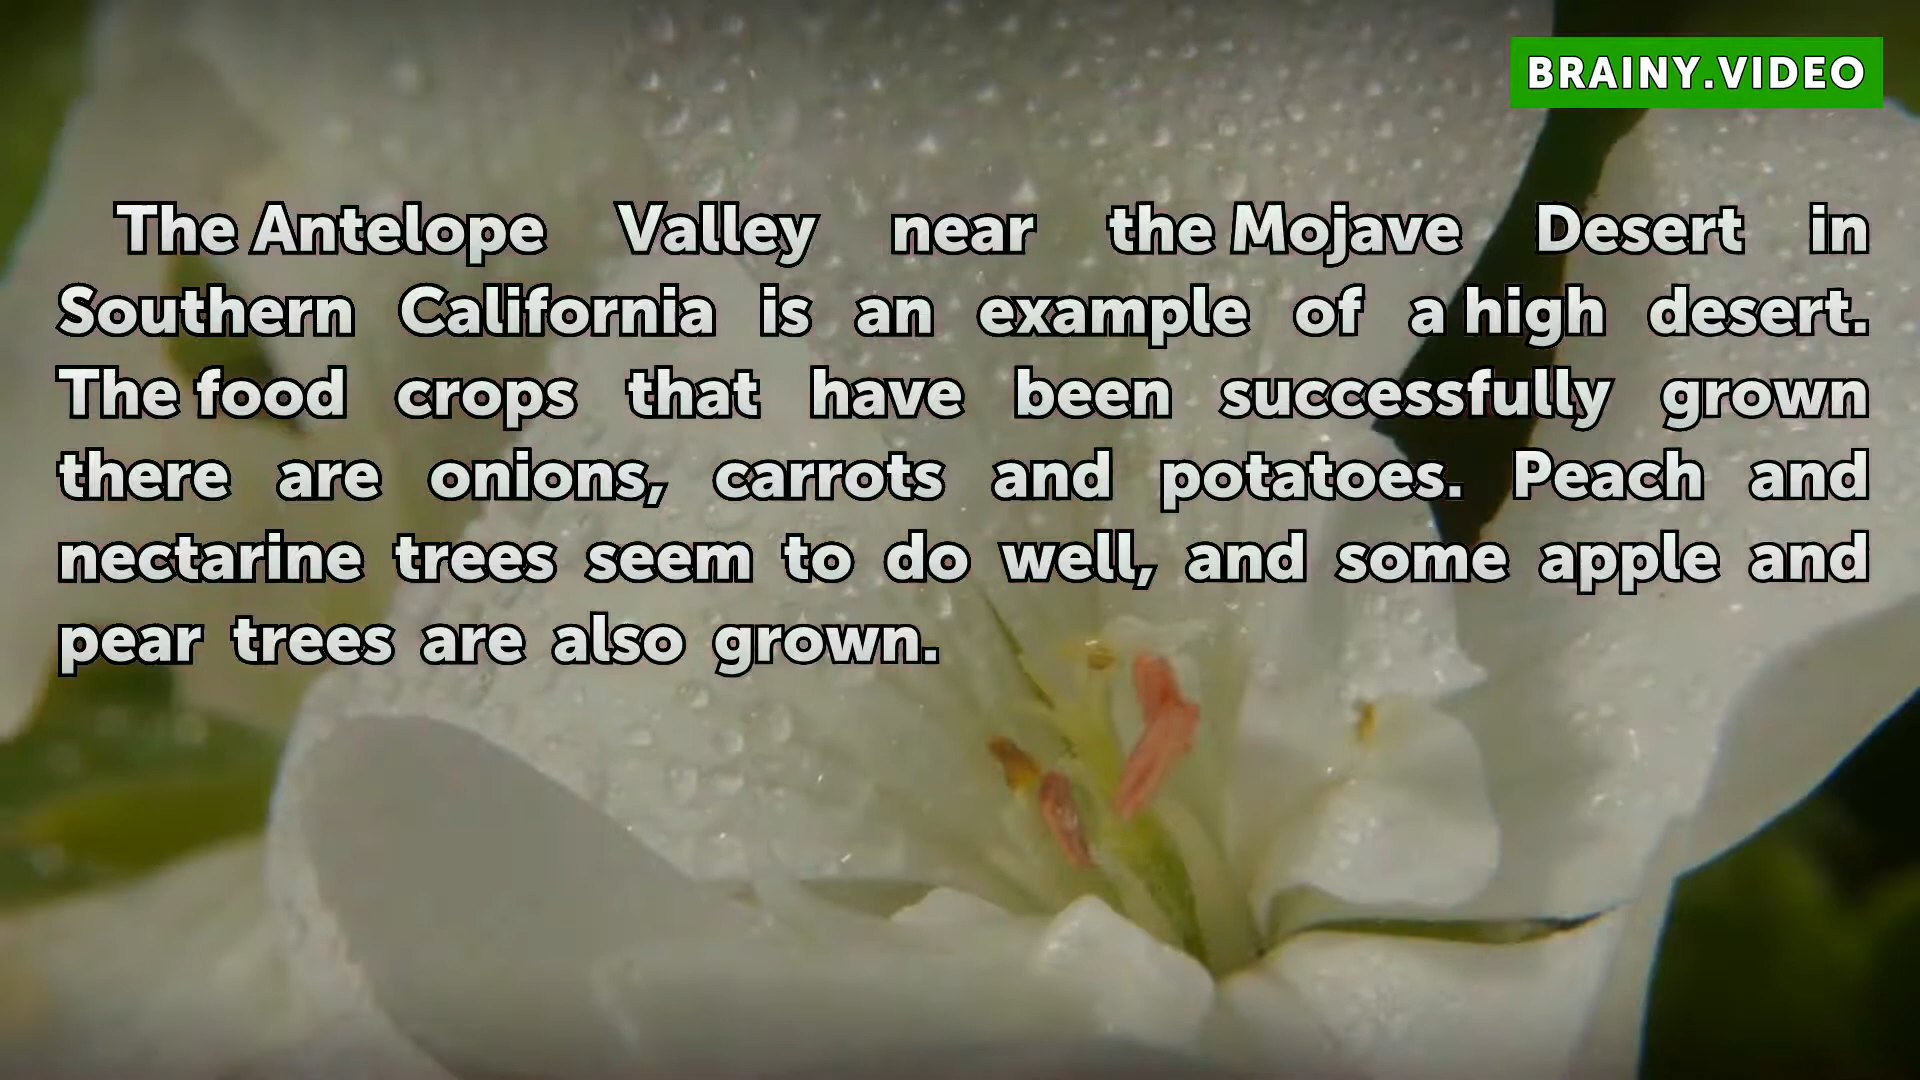 BRAINY.VIDEO
The Antelope Valley near the Mojave Desert in
Southern California is an example of a high desert.
The food crops that have been successfully grown
there are onions, carrots and potatoes. Peach and
nectarine trees seem to do well, and some apple and
pear trees are also grown.